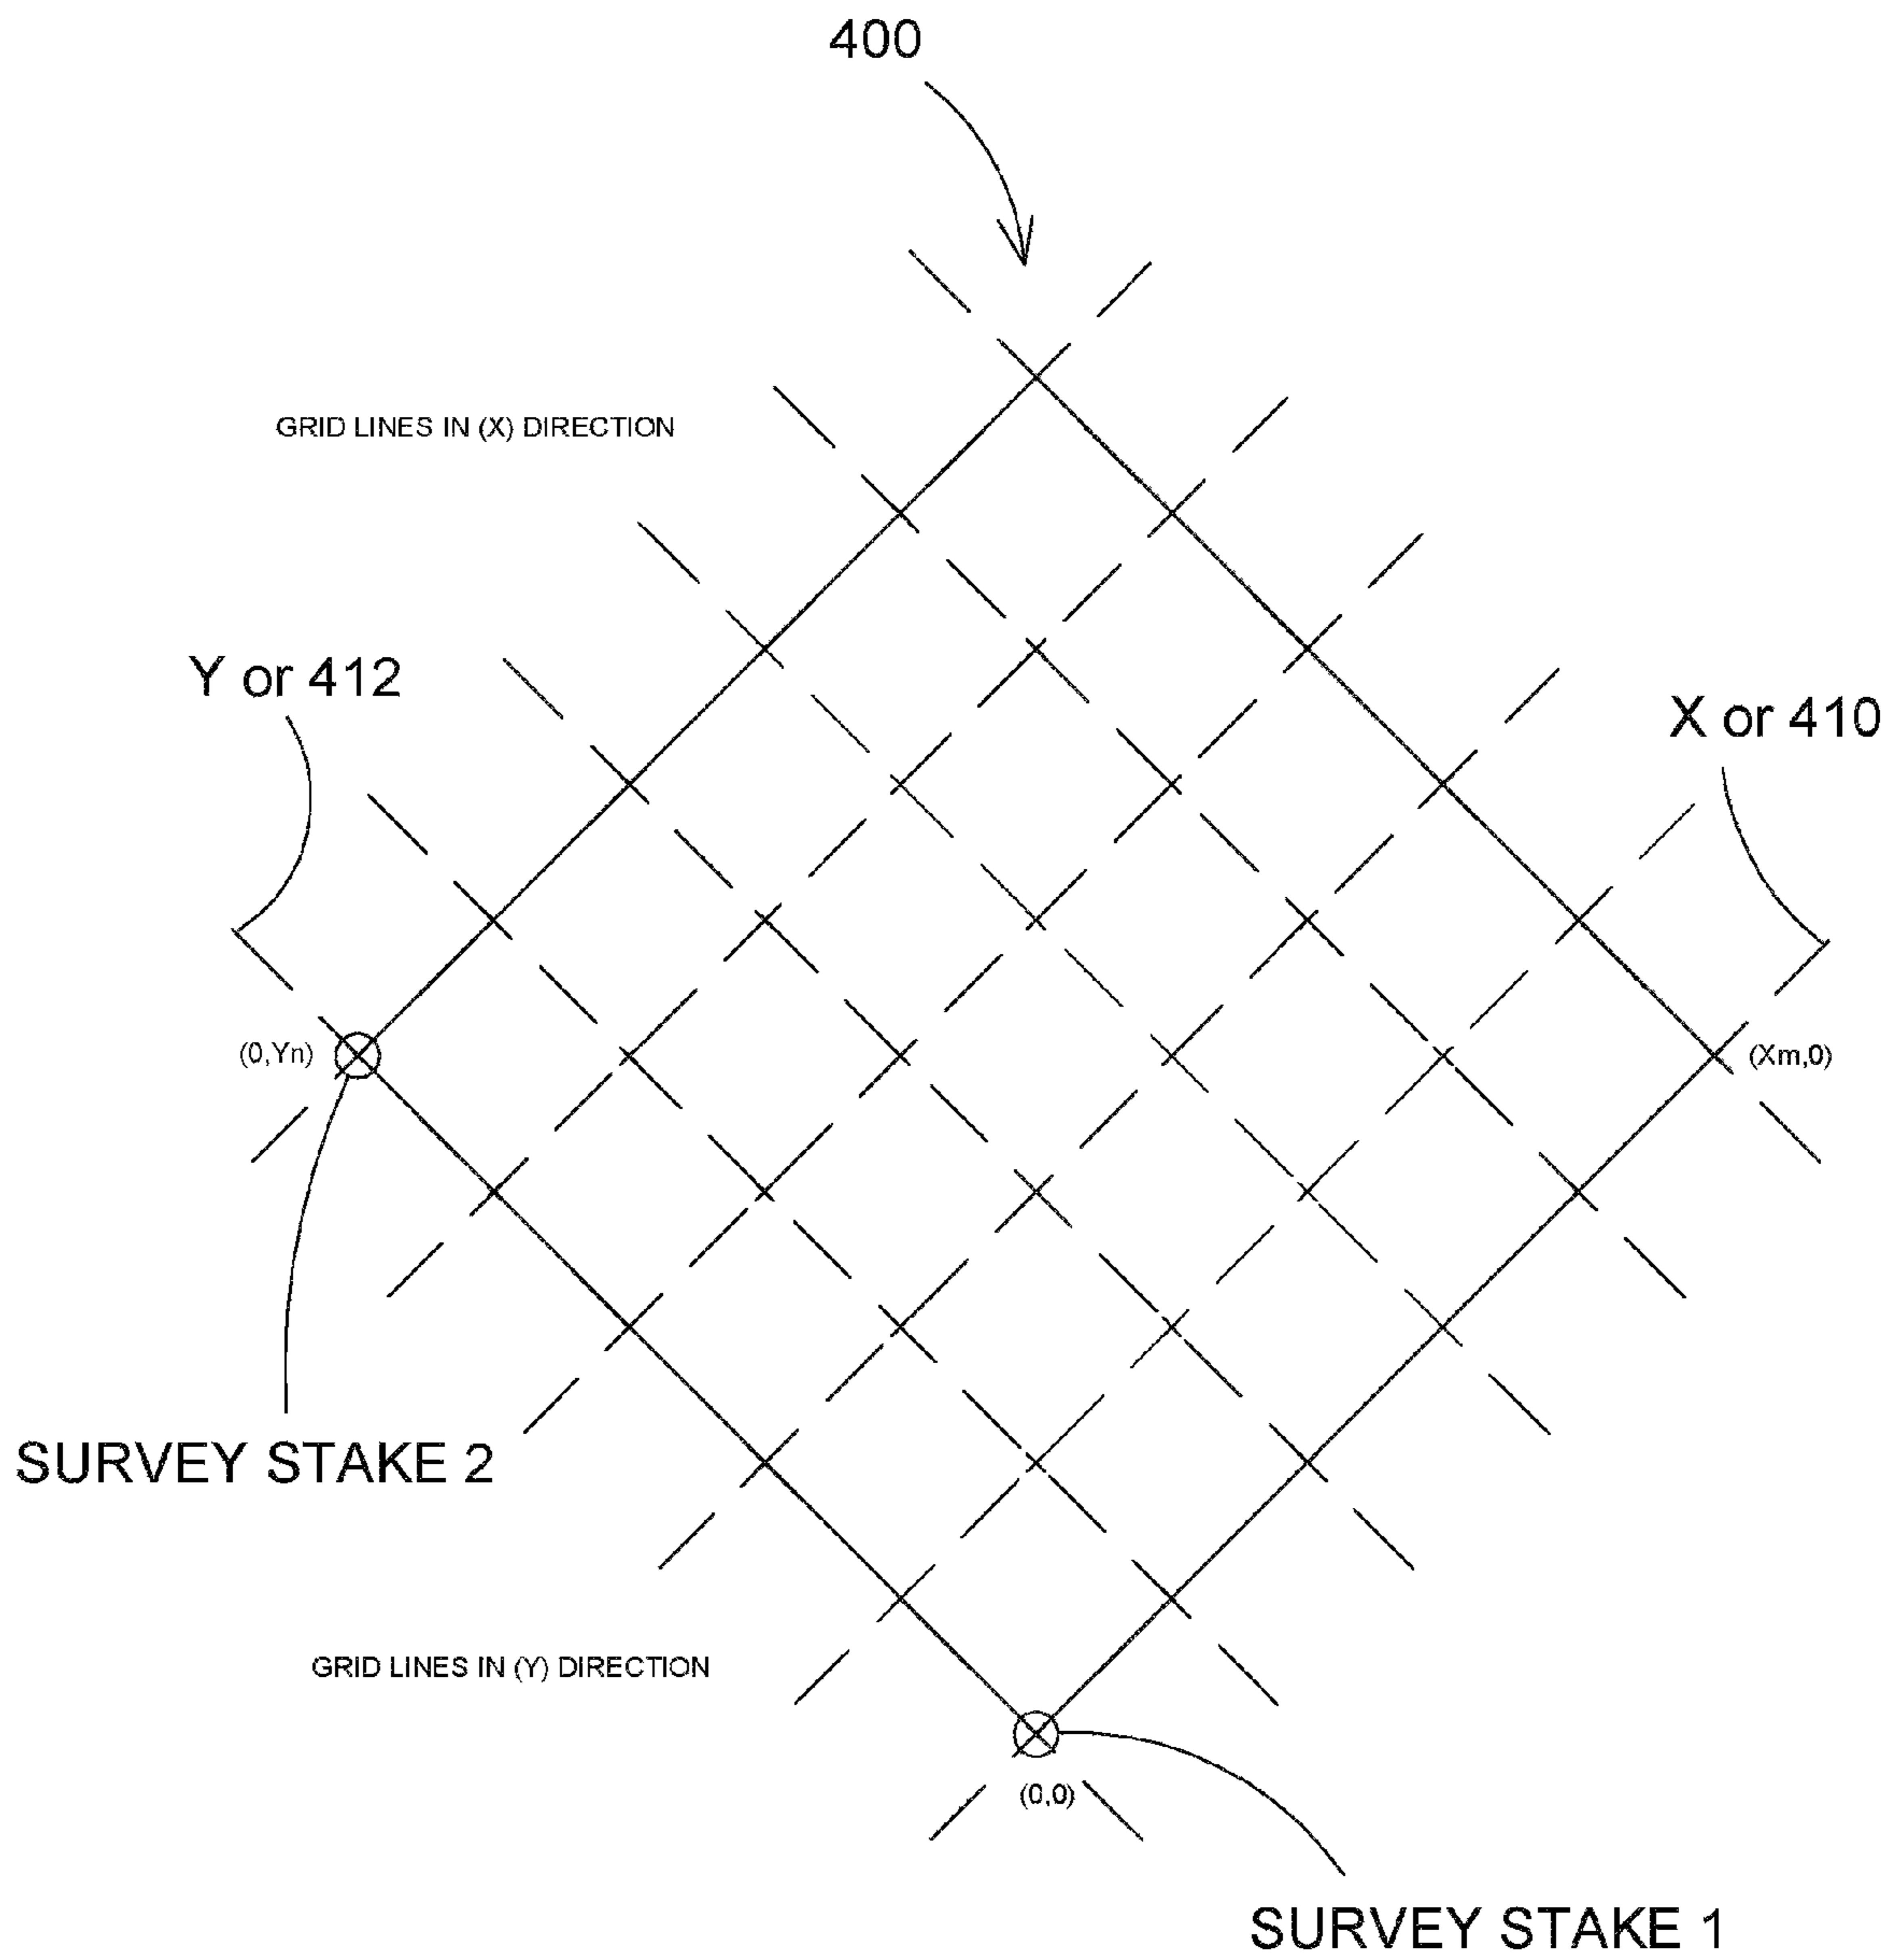 400
GRID LINES IN (X) DIRECTION
Y or 412
X or 410
(0,Yn)
(Xm,0)
SURVEY STAKE 2
GRID LINES IN (Y) DIRECTION
(0,0)
SURVEY STAKE 1